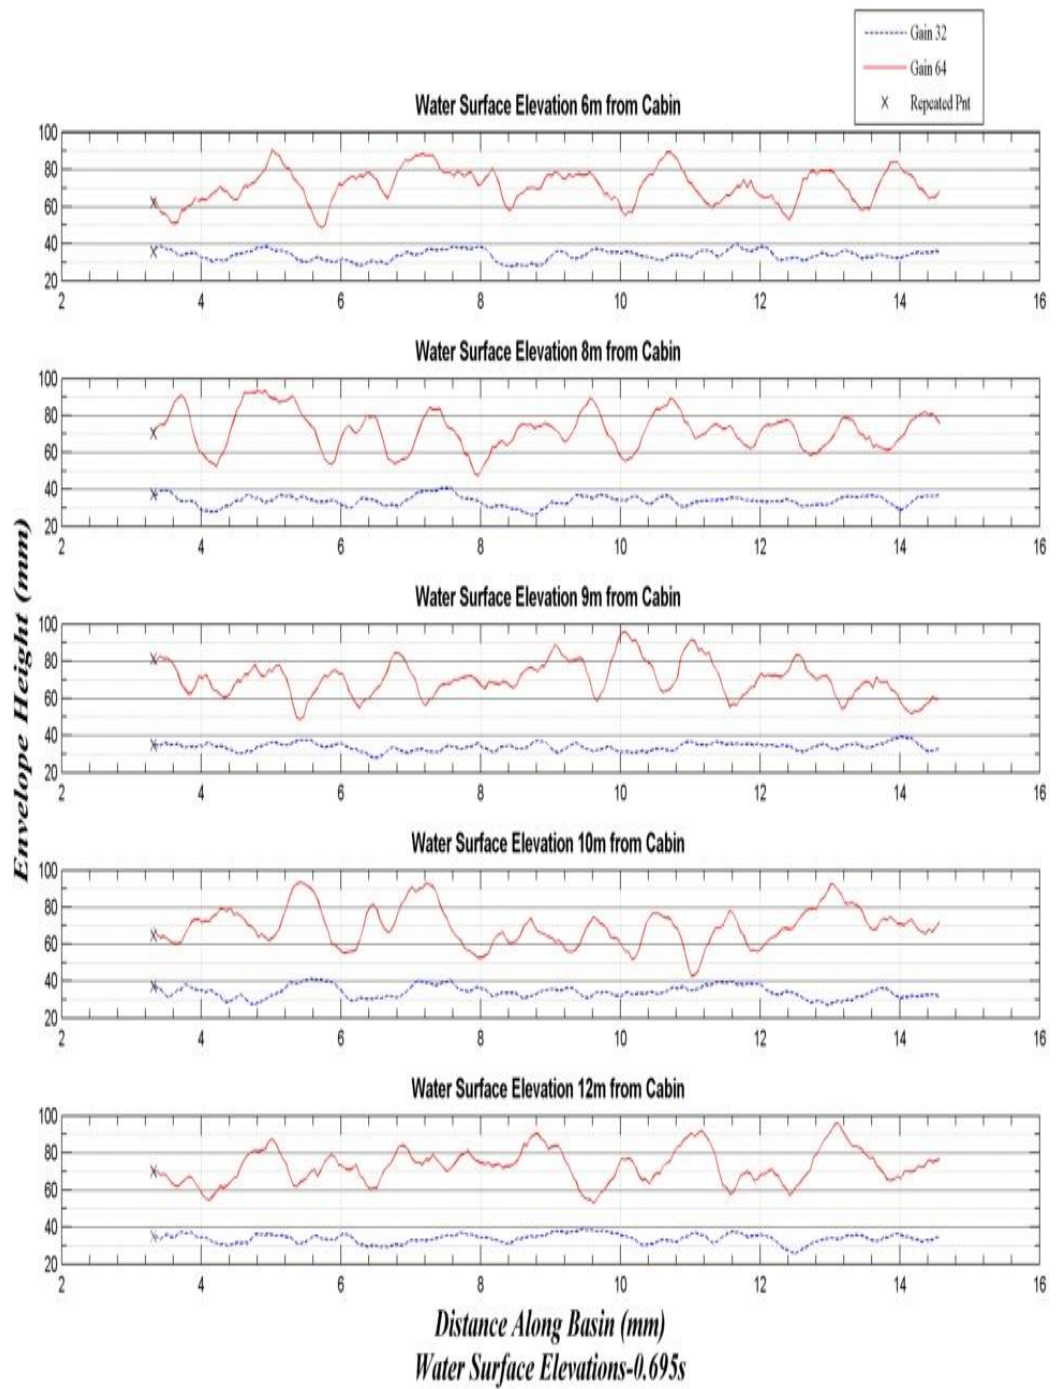 Gain 32
Gain 64
× Repeated Pnt
Water Surface Elevation 6m from Cabin
100
80
60
40
20
2 4 6 8 10 12 14 16
Water Surface Elevation 8m from Cabin
100
80
60
40
20
2 4 6 8 10 12 14 16
Water Surface Elevation 9m from Cabin
100
80
60
40
20
2 4 6 8 10 12 14 16
Water Surface Elevation 10m from Cabin
100
80
60
40
20
2 4 6 8 10 12 14 16
Water Surface Elevation 12m from Cabin
100
80
60
40
20
2 4 6 8 10 12 14 16
Envelope Height (mm)
Distance Along Basin (mm)
Water Surface Elevations-0.695s